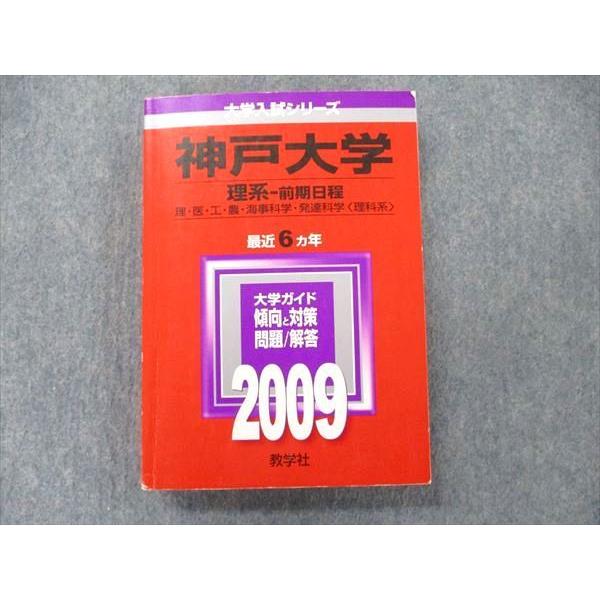 大学入試シリーズ
神戸大学
理系-前期日程
理・医・工・農・海事科学・発達科学〈理科系〉
最近6カ年
大学ガイド
傾向と対策
問題/解答
2009
教学社